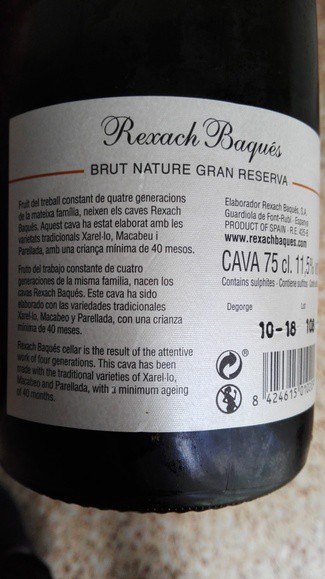 Rexach Baqués
BRUT NATURE GRAN RESERVA
Fruit del treball constant de quatre generacions
de la mateixa família, neixen els caves Rexach
Baqués. Aquest cava ha estat elaborat amb les
varietats tradicionals Xarel-lo, Macabeu i
Parellada, amb una criança mínima de 40 mesos.
Fruto del trabajo constante de cuatro
generaciones de la misma familia, nacen los
cavas Rexach Baqués. Este cava ha sido
elaborado con las variedades tradicionales
Xarel-lo, Macabeo y Parellada, con una crianza
mínima de 40 meses.
Rexach Baqués cellar is the result of the attentive
work of four generations. This cava has been
made with the traditional varieties of Xarel-lo,
Macabeo and Parellada, with a minimum ageing
of 40 months.
Elaborador Rexach Baqués, S.A.
Guardiola de Font-Rubí - Espanya
PRODUCT OF SPAIN - R.E.
www.rexachbaques.com
CAVA 75 cl. 11,5%
Contains sulphites - Contiene sulfitos
Degorge Lot
10-18
8 424615